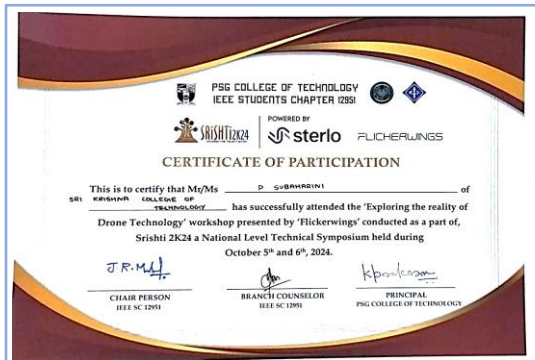 PSG COLLEGE OF TECHNOLOGY
IEEE STUDENTS CHAPTER 12951
SRISHTI2K24
POWERED BY
sterlo
FLICHERWINGS
CERTIFICATE OF PARTICIPATION
This is to certify that Mr/Ms P SUBAHARINI of
SRI KRISHNA COLLEGE OF
TECHNOLOGY has successfully attended the 'Exploring the reality of
Drone Technology' workshop presented by 'Flickerwings' conducted as a part of,
Srishti 2K24 a National Level Technical Symposium held during
October 5th and 6th, 2024.
CHAIR PERSON
IEEE SC 12951
BRANCH COUNSELOR
IEEE SC 12951
PRINCIPAL
PSG COLLEGE OF TECHNOLOGY